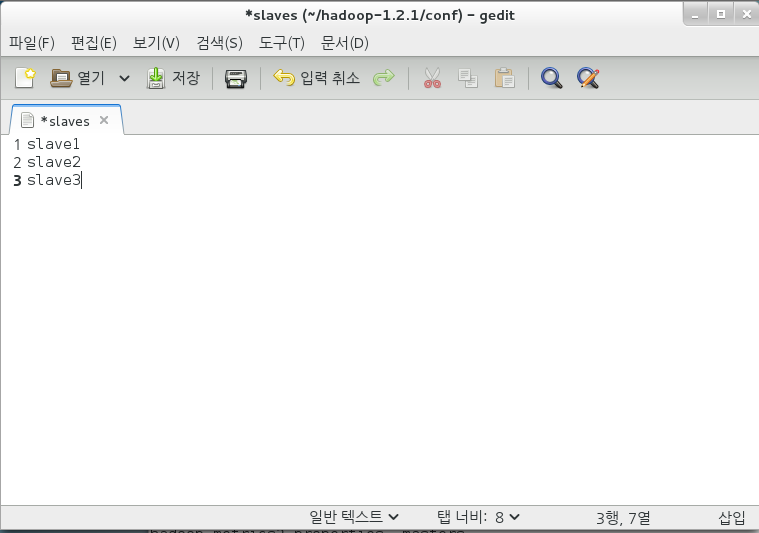 *slaves (~/hadoop-1.2.1/conf) - gedit
파일(F) 편집(E) 보기(V) 검색(S) 도구(T) 문서(D)
열기 저장 입력 취소
*slaves
1 slave1
2 slave2
3 slave3
일반 텍스트 탭 너비: 8 3행, 7열 삽입